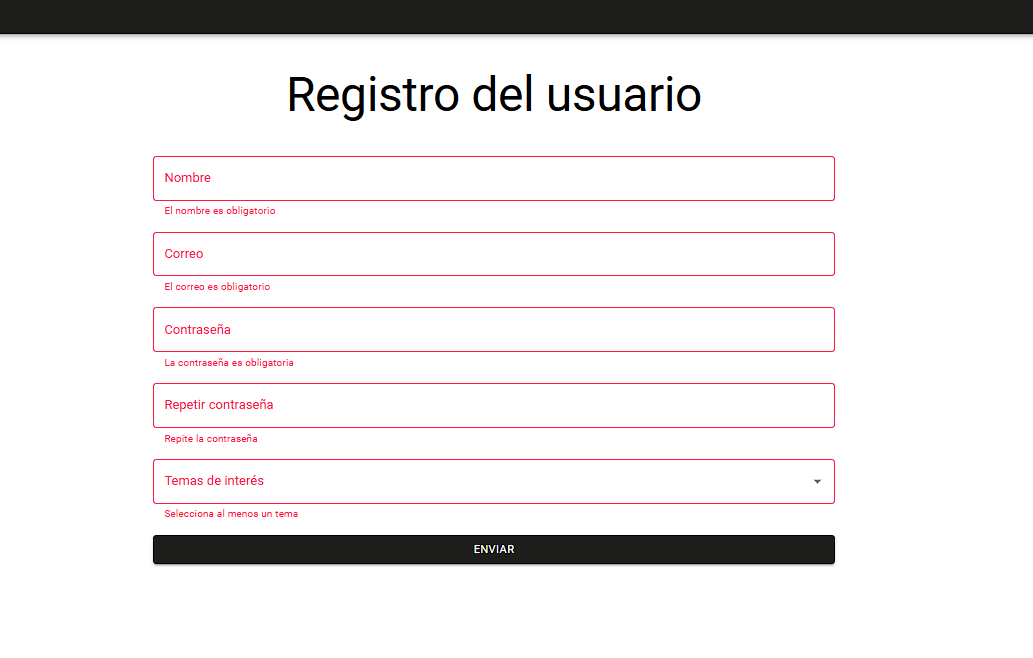 Registro del usuario
Nombre
El nombre es obligatorio
Correo
El correo es obligatorio
Contraseña
La contraseña es obligatoria
Repetir contraseña
Repite la contraseña
Temas de interés
Selecciona al menos un tema
ENVIAR